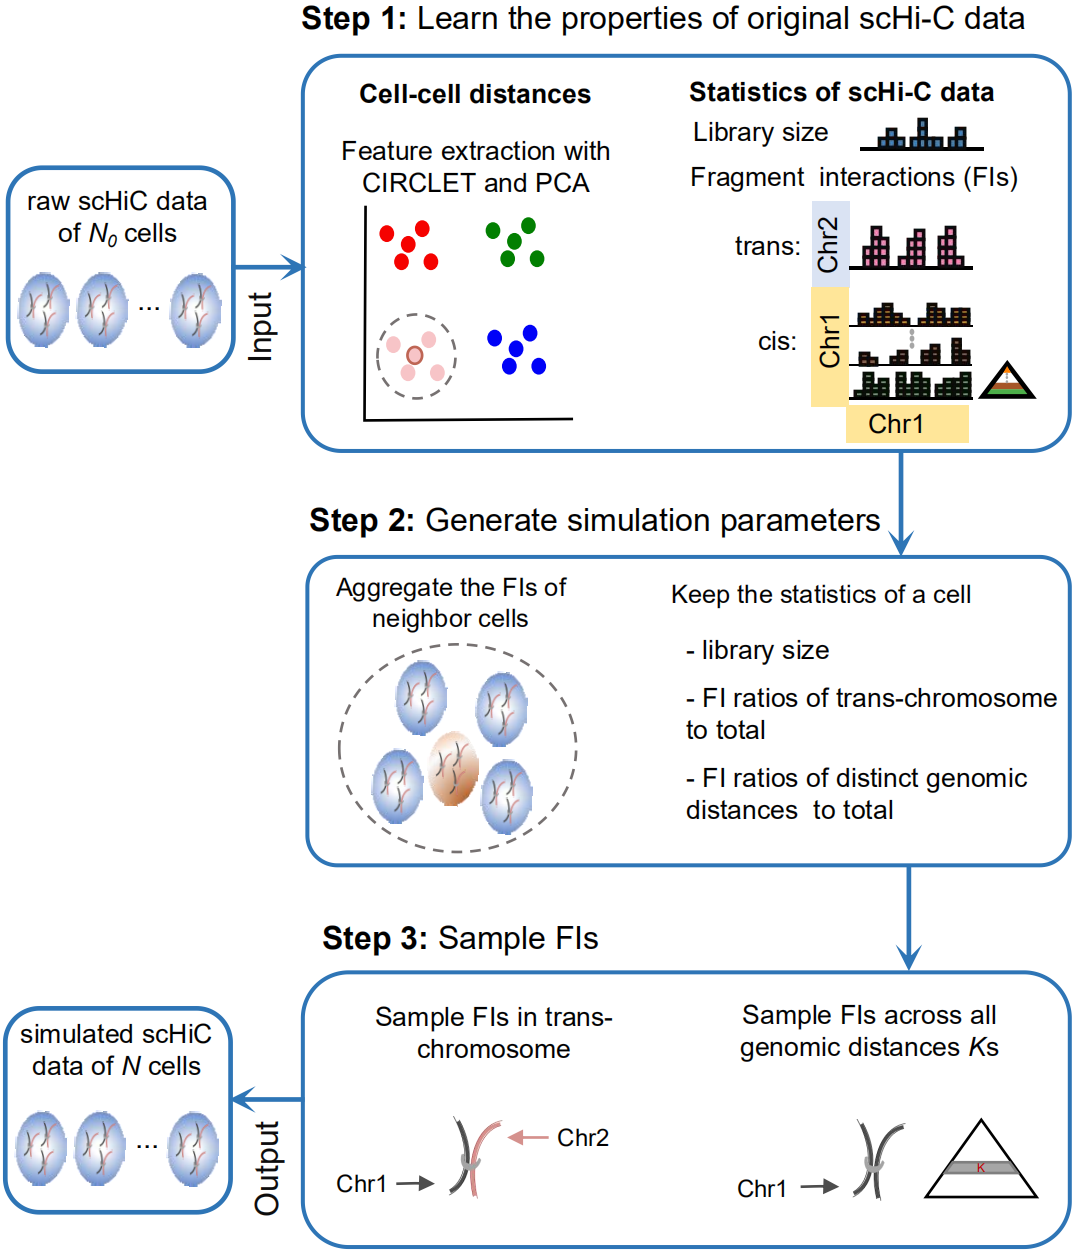 Step 1: Learn the properties of original scHi-C data
raw scHiC data
of N0 cells
...
Input
Cell-cell distances
Feature extraction with
CIRCLET and PCA
Statistics of scHi-C data
Library size
Fragment interactions (FIs)
trans:
Chr2
cis:
Chr1
Chr1
Step 2: Generate simulation parameters
Aggregate the FIs of
neighbor cells
Keep the statistics of a cell
- library size
- FI ratios of trans-chromosome
to total
- FI ratios of distinct genomic
distances to total
Step 3: Sample FIs
Sample FIs in trans-
chromosome
Chr2
Chr1
Sample FIs across all
genomic distances Ks
Chr1
K
Output
simulated scHiC
data of N cells
...